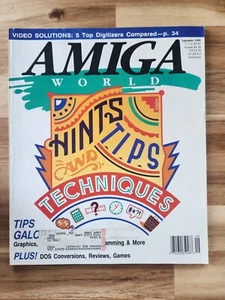 VIDEO SOLUTIONS: 5 Top Digitizers Compared—p. 34
AMIGA
WORLD
HINTS
TIPS
AND
TECHNIQUES
TIPS
GALO
Graphics,
amming & More
PLUS! DOS Conversions, Reviews, Games